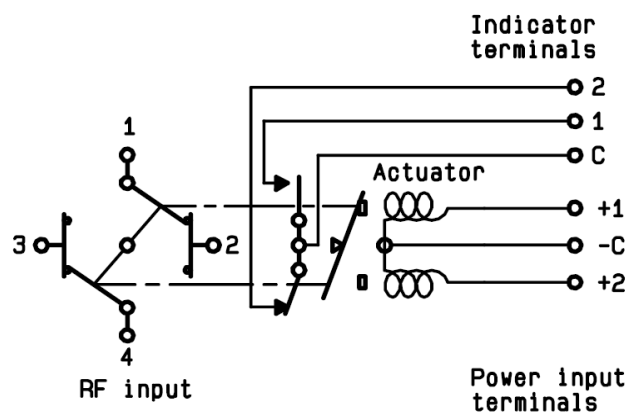 Indicator
terminals
2
1
C
1
Actuator
+1
3
2
-C
+2
4
RF input
Power input
terminals